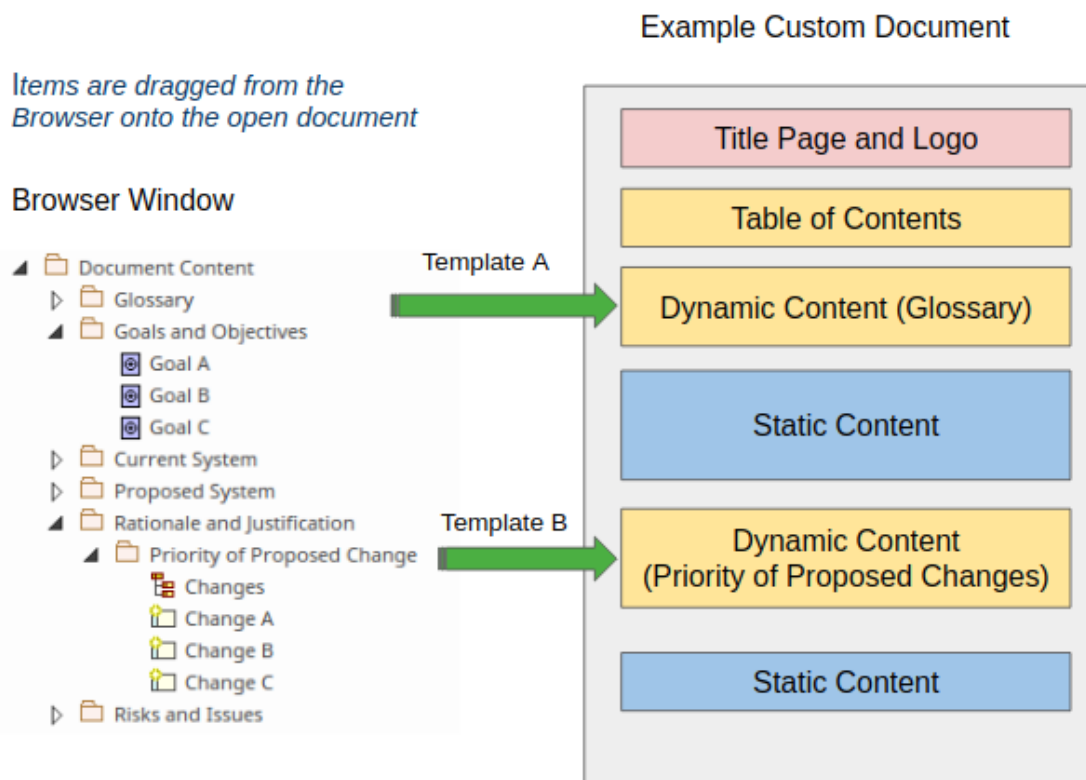 Example Custom Document
Items are dragged from the
Browser onto the open document
Browser Window
Document Content
Glossary
Goals and Objectives
Goal A
Goal B
Goal C
Current System
Proposed System
Rationale and Justification
Priority of Proposed Change
Changes
Change A
Change B
Change C
Risks and Issues
Template A
Template B
Title Page and Logo
Table of Contents
Dynamic Content (Glossary)
Static Content
Dynamic Content
(Priority of Proposed Changes)
Static Content